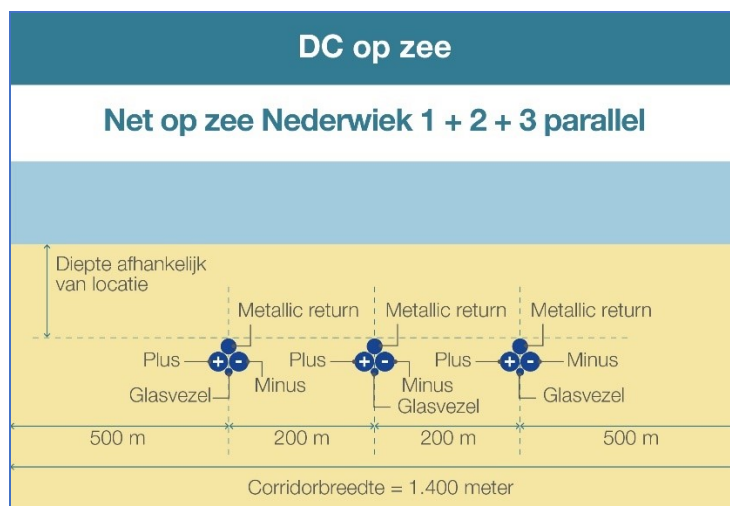 DC op zee
Net op zee Nederwiek 1 + 2 + 3 parallel
Diepte afhankelijk
van locatie
Metallic return Metallic return Metallic return
Plus + - Plus + - Plus + - Minus
Glasvezel Minus Minus Glasvezel
Glasvezel
500 m 200 m 200 m 500 m
Corridorbreedte = 1.400 meter